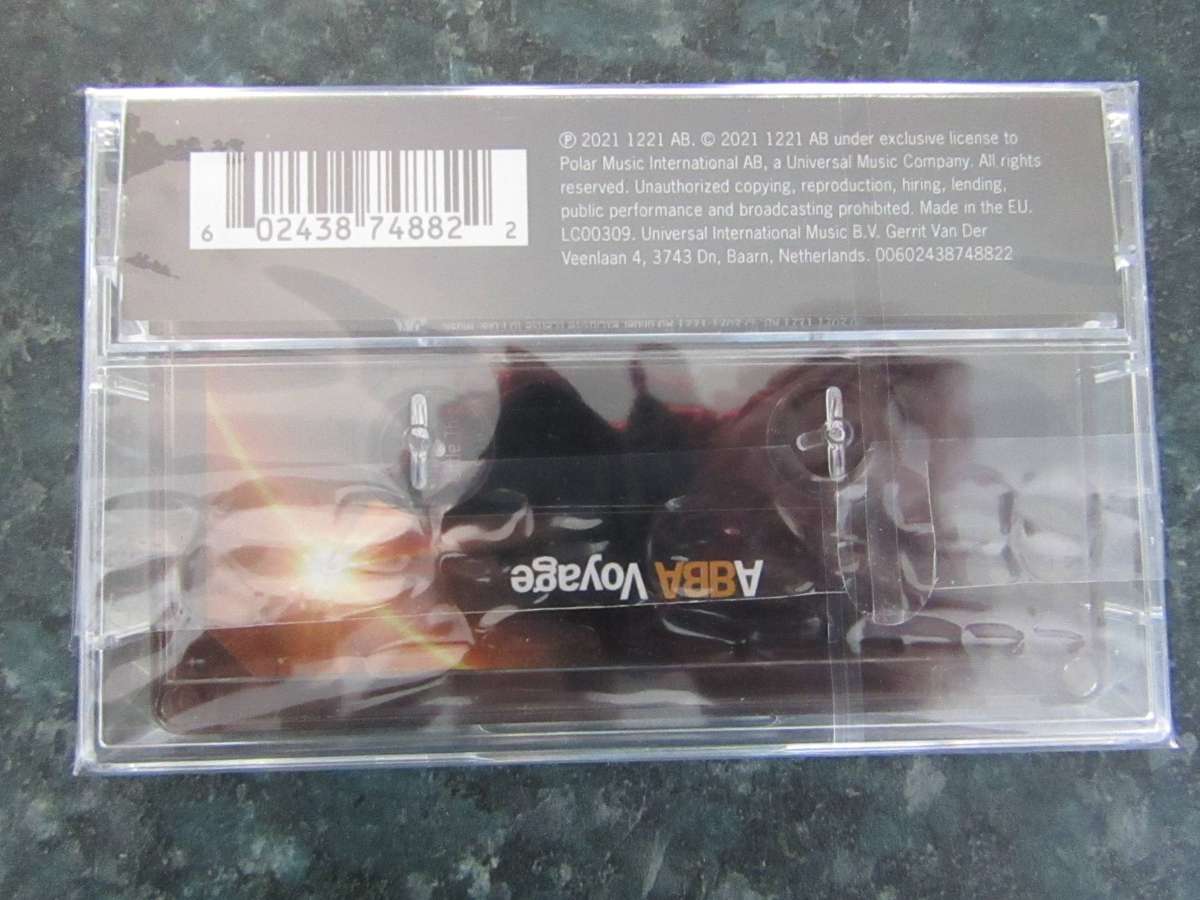 ℗ 2021 1221 AB. © 2021 1221 AB under exclusive license to
Polar Music International AB, a Universal Music Company. All rights
reserved. Unauthorized copying, reproduction, hiring, lending,
public performance and broadcasting prohibited. Made in the EU.
LC00309. Universal International Music B.V. Gerrit Van Der
Veenlaan 4, 3743 Dn, Baarn, Netherlands. 00602438748822
6 02438 74882 2
ABBA Voyage